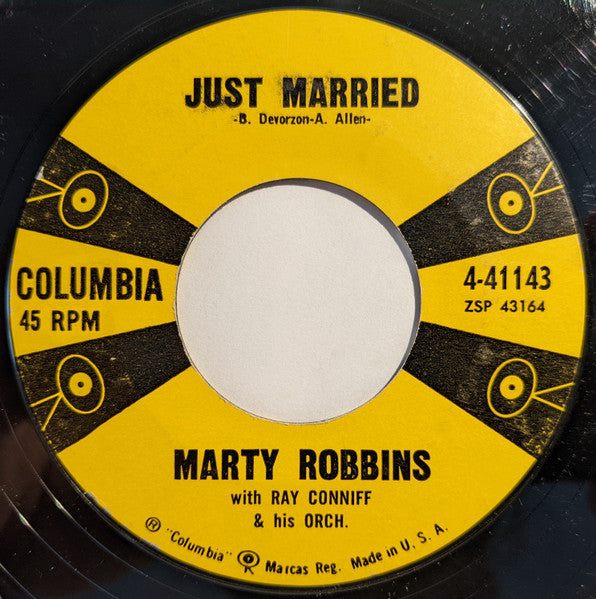 JUST MARRIED
-B. Devorzon-A. Allen-
COLUMBIA
45 RPM
4-41143
ZSP 43164
MARTY ROBBINS
with RAY CONNIFF
& his ORCH.
® "Columbia" Marcas Reg. Made in U. S. A.